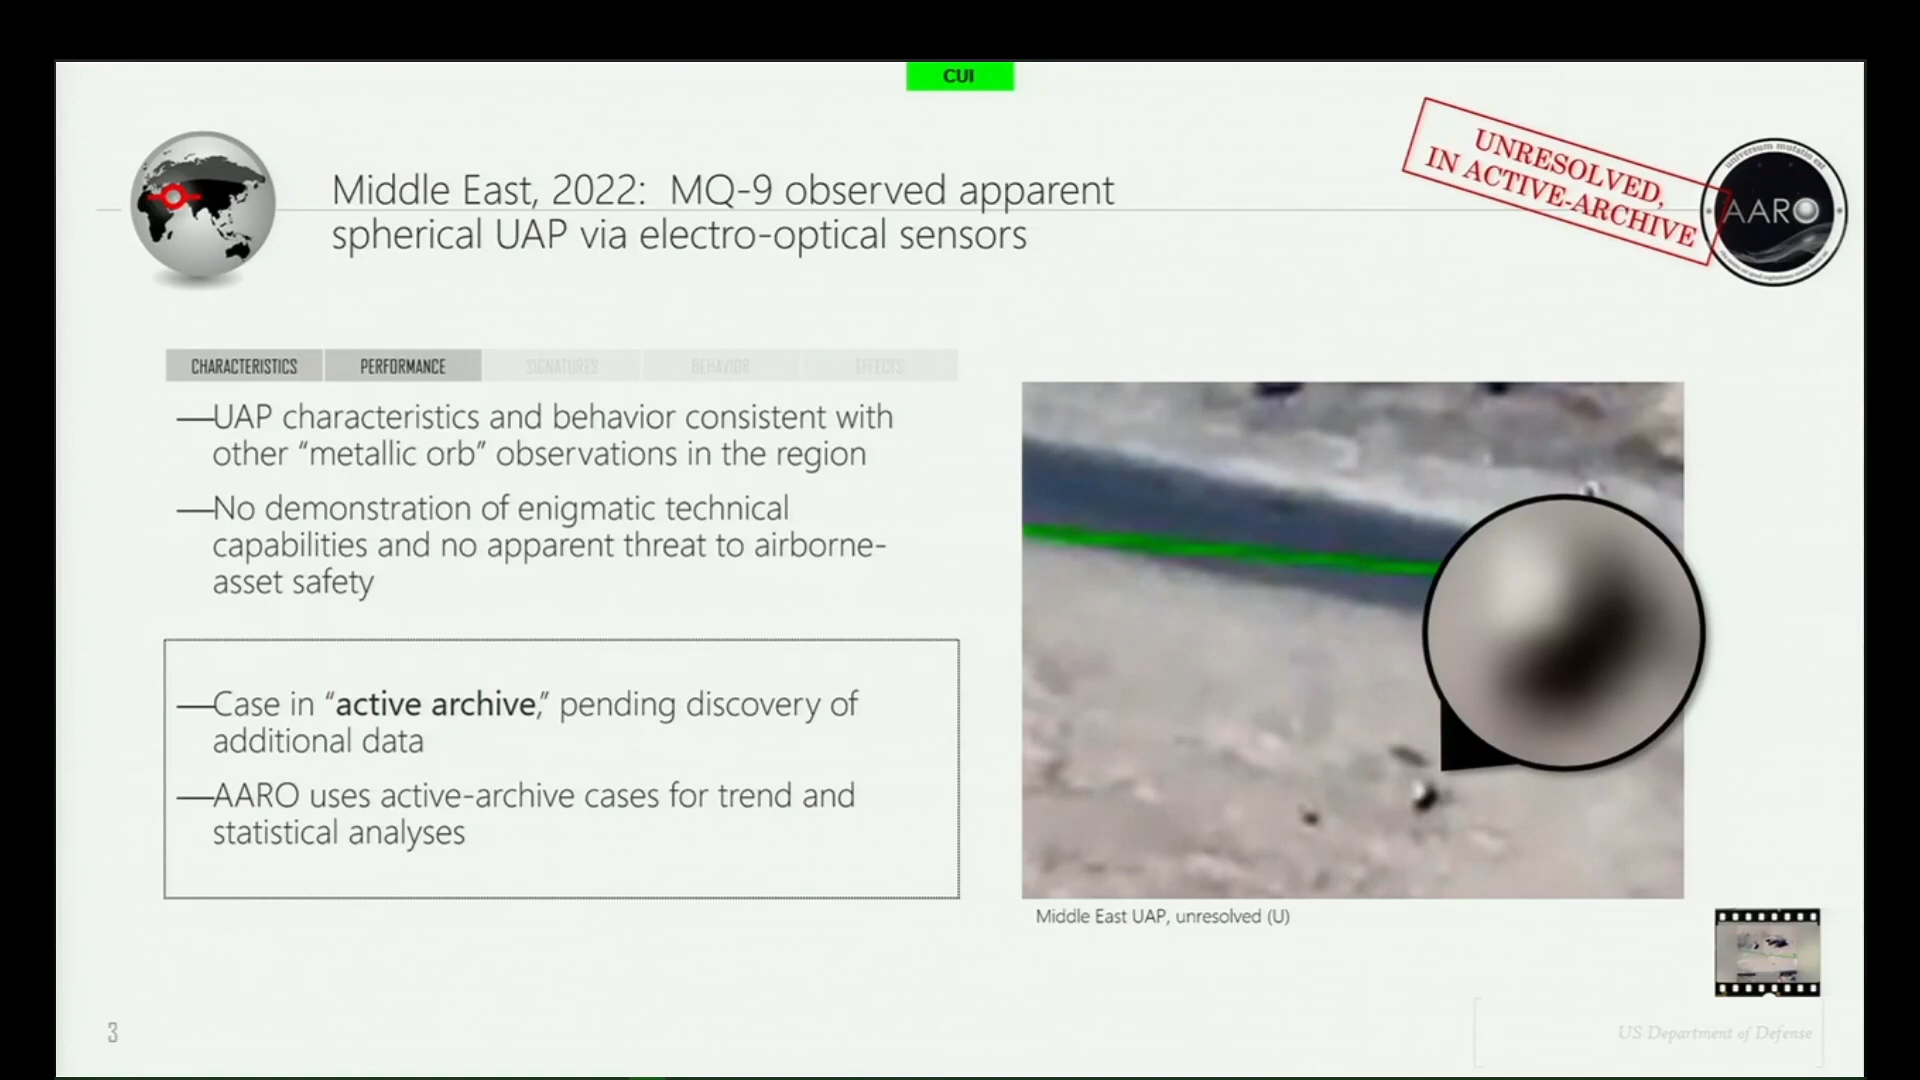 CUI
Middle East, 2022:  MQ-9 observed apparent
spherical UAP via electro-optical sensors
UNRESOLVED,
IN ACTIVE-ARCHIVE
universum mutatio est
AARO
CHARACTERISTICS
PERFORMANCE
SIGNATURES
BEHAVIOR
EFFECTS
—UAP characteristics and behavior consistent with
other “metallic orb” observations in the region
—No demonstration of enigmatic technical
capabilities and no apparent threat to airborne-
asset safety
—Case in “active archive,” pending discovery of
additional data
—AARO uses active-archive cases for trend and
statistical analyses
Middle East UAP, unresolved (U)
3
US Department of Defense